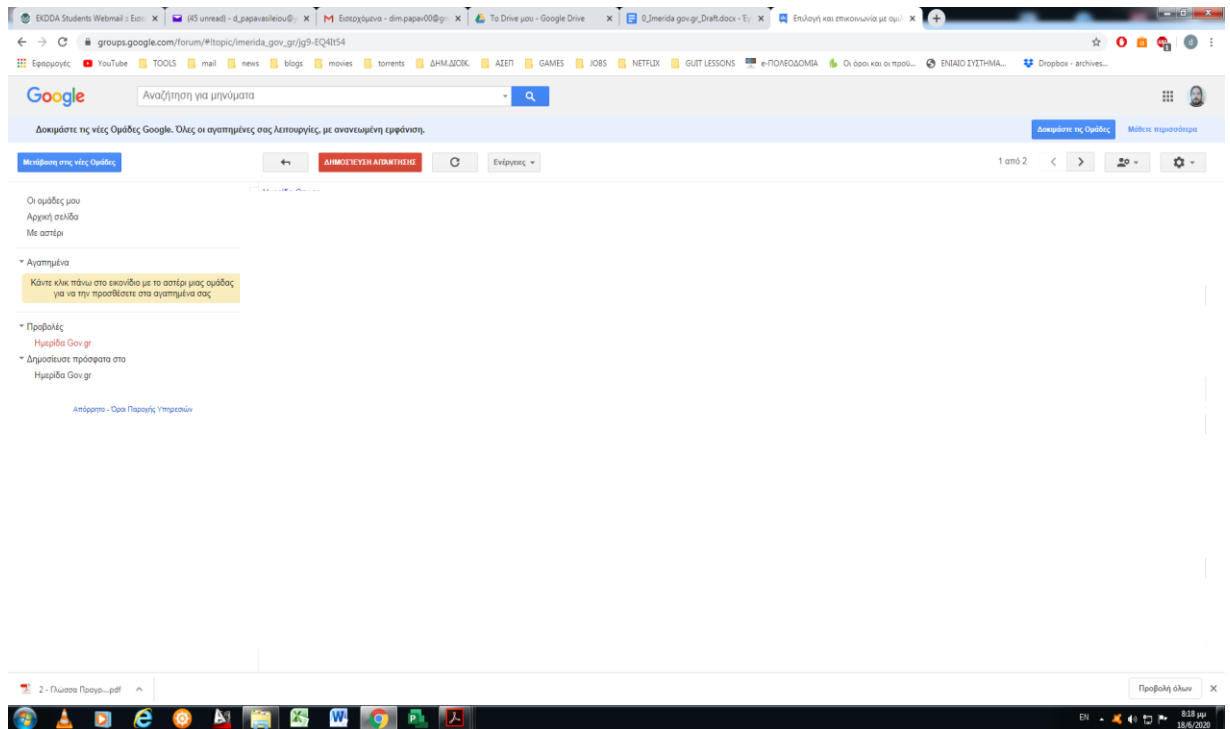 EKDDA Students Webmail :: Εισε
(45 unread) - d_papavasileiou@y
Εισερχόμενα - dim.papav00@gm
Το Drive μου - Google Drive
0_Imerida gov.gr_Draft.docx - Έγ
Επιλογή και επικοινωνία με ομιλ
groups.google.com/forum/#!topic/imerida_gov_gr/jg9-EQ4It54
Εφαρμογές YouTube TOOLS mail news blogs movies torrents ΔΗΜ.ΔΙΟΙΚ. ΑΣΕΠ GAMES JOBS NETFLIX GUIT LESSONS e-ΠΟΛΕΟΔΟΜΙΑ Οι όροι και οι προϋ... ΕΝΙΑΙΟ ΣΥΣΤΗΜΑ... Dropbox - archives...
Google Αναζήτηση για μηνύματα
Δοκιμάστε τις νέες Ομάδες Google. Όλες οι αγαπημένες σας λειτουργίες, με ανανεωμένη εμφάνιση. Δοκιμάστε τις Ομάδες Μάθετε περισσότερα
Μετάβαση στις νέες Ομάδες ΔΗΜΟΣΊΕΥΣΗ ΑΠΆΝΤΗΣΗΣ Ενέργειες 1 από 2
Οι ομάδες μου
Αρχική σελίδα
Με αστέρι
Αγαπημένα
Κάντε κλικ πάνω στο εικονίδιο με το αστέρι μιας ομάδας
για να την προσθέσετε στα αγαπημένα σας
Προβολές
Ημερίδα Gov.gr
Δημοσίευσε πρόσφατα στο
Ημερίδα Gov.gr
Απόρρητο - Όροι Παροχής Υπηρεσιών
2 - Γλώσσα Προγρ....pdf Προβολή όλων
EN 8:18 μμ
18/6/2020